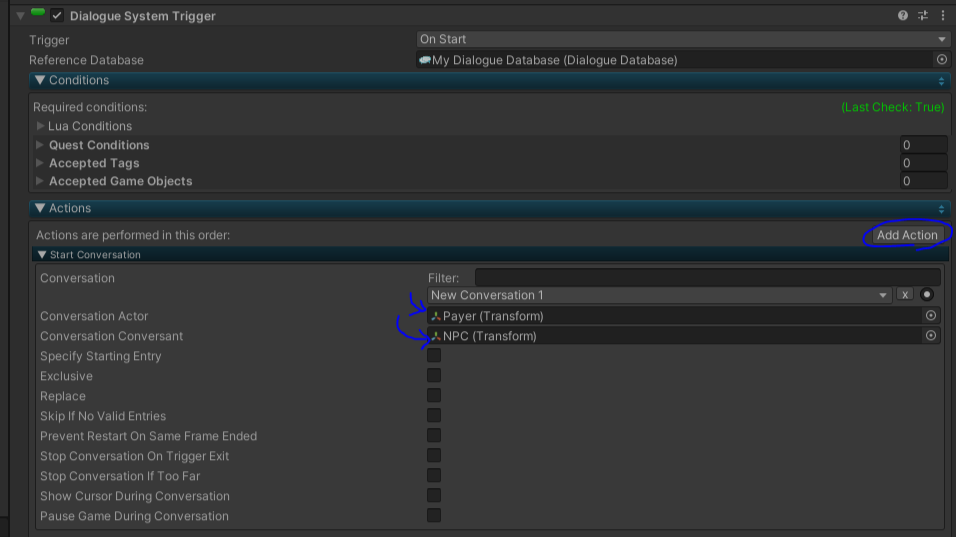 Dialogue System Trigger
Trigger On Start
Reference Database My Dialogue Database (Dialogue Database)
Conditions
Required conditions: (Last Check: True)
Lua Conditions
Quest Conditions 0
Accepted Tags 0
Accepted Game Objects 0
Actions
Actions are performed in this order: Add Action
Start Conversation
Conversation Filter:
New Conversation 1 x
Conversation Actor Payer (Transform)
Conversation Conversant NPC (Transform)
Specify Starting Entry
Exclusive
Replace
Skip If No Valid Entries
Prevent Restart On Same Frame Ended
Stop Conversation On Trigger Exit
Stop Conversation If Too Far
Show Cursor During Conversation
Pause Game During Conversation